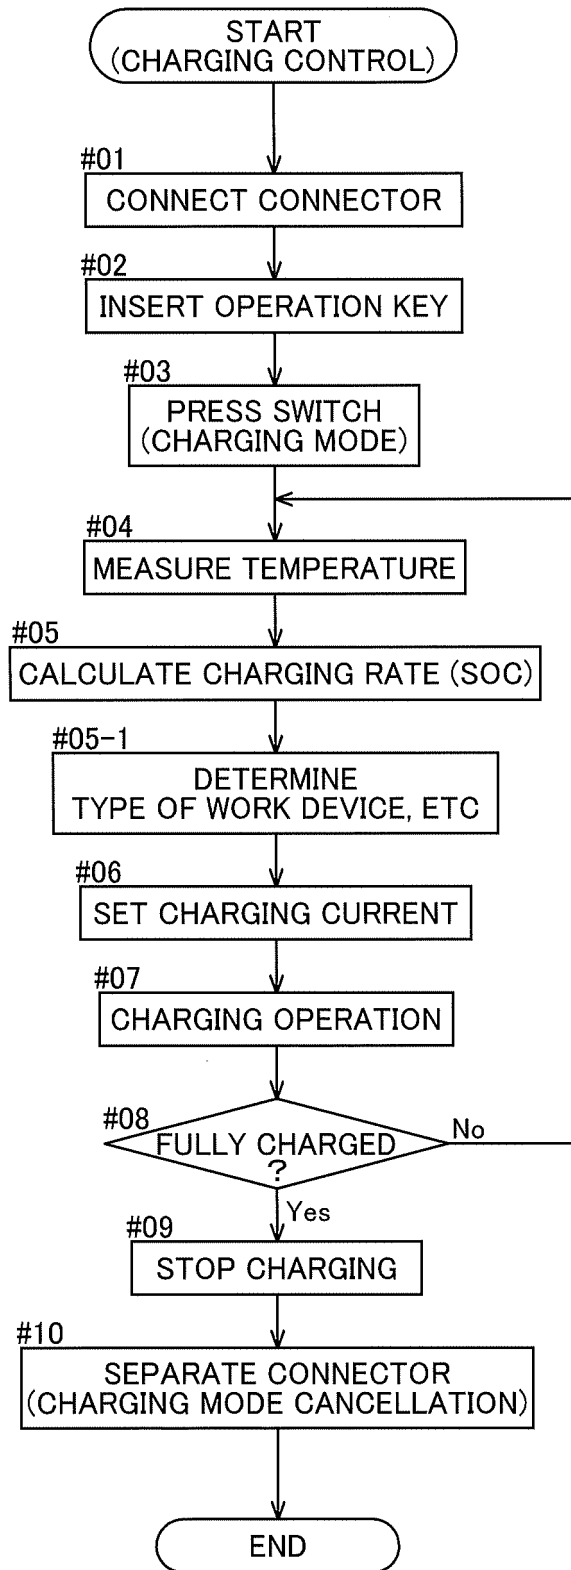 START
(CHARGING CONTROL)
#01
CONNECT CONNECTOR
#02
INSERT OPERATION KEY
#03
PRESS SWITCH
(CHARGING MODE)
#04
MEASURE TEMPERATURE
#05
CALCULATE CHARGING RATE (SOC)
#05-1
DETERMINE
TYPE OF WORK DEVICE, ETC
#06
SET CHARGING CURRENT
#07
CHARGING OPERATION
#08
FULLY CHARGED
?
No
Yes
#09
STOP CHARGING
#10
SEPARATE CONNECTOR
(CHARGING MODE CANCELLATION)
END